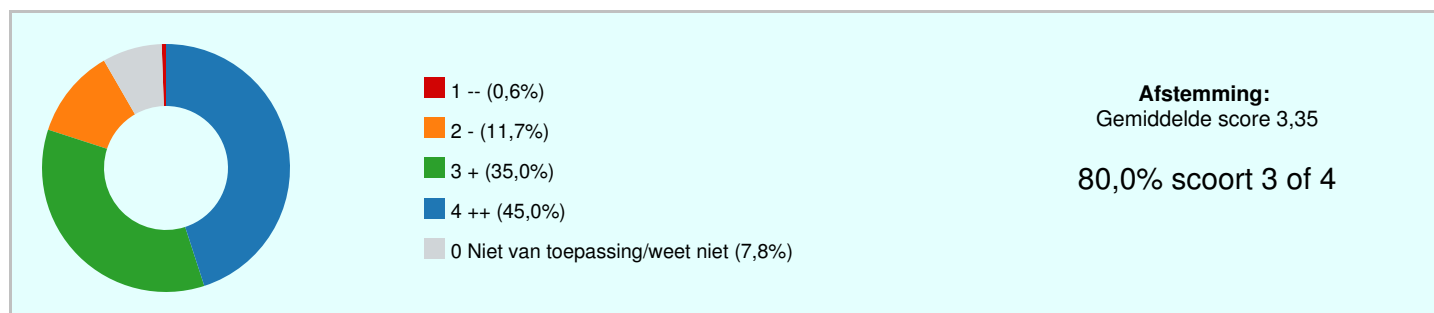 1 -- (0,6%)
2 - (11,7%)
3 + (35,0%)
4 ++ (45,0%)
0 Niet van toepassing/weet niet (7,8%)
Afstemming:
Gemiddelde score 3,35
80,0% scoort 3 of 4